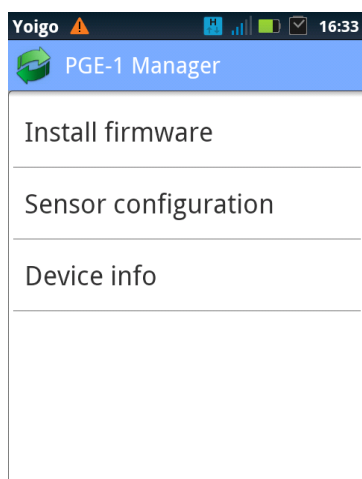 Yoigo H 16:33
PGE-1 Manager
Install firmware
Sensor configuration
Device info